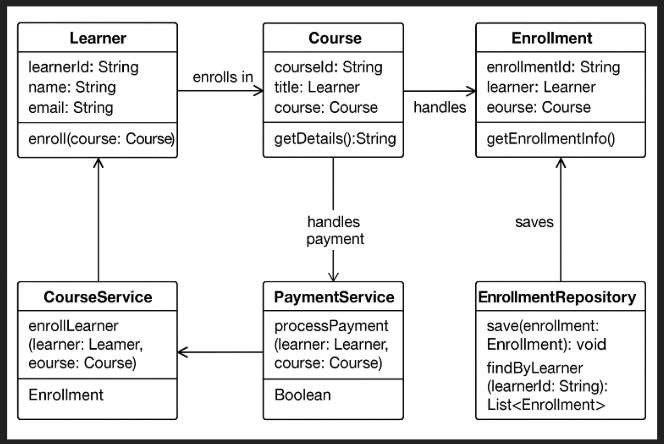 Learner
learnerId: String
name: String
email: String
enroll(course: Course)
enrolls in
Course
courseId: String
title: Learner
course: Course
getDetails():String
handles
Enrollment
enrollmentId: String
learner: Learner
eourse: Course
getEnrollmentInfo()
handles
payment
saves
CourseService
enrollLearner
(learner: Leamer,
eourse: Course)
Enrollment
PaymentService
processPayment
(learner: Learner,
course: Course)
Boolean
EnrollmentRepository
save(enrollment:
Enrollment): void
findByLearner
(learnerId: String):
List<Enrollment>